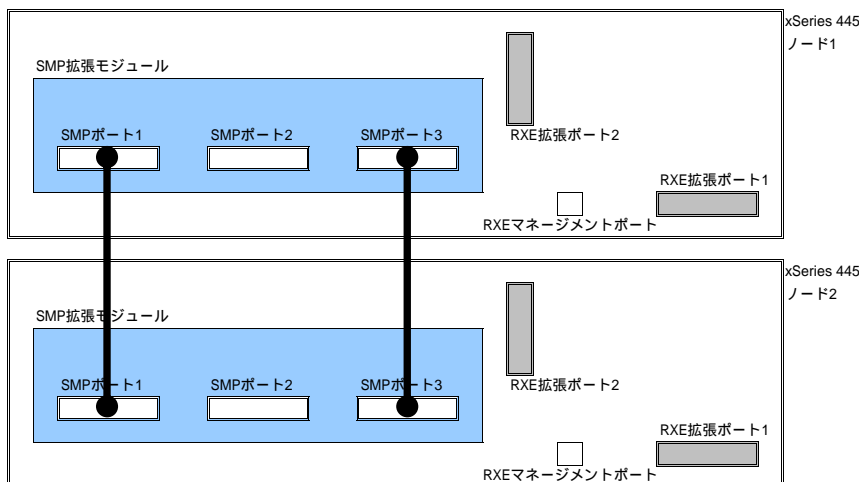 xSeries 445
ノード1
SMP拡張モジュール
SMPポート1
SMPポート2
SMPポート3
RXE拡張ポート2
RXE拡張ポート1
RXEマネージメントポート
xSeries 445
ノード2
SMP拡張モジュール
SMPポート1
SMPポート2
SMPポート3
RXE拡張ポート2
RXE拡張ポート1
RXEマネージメントポート